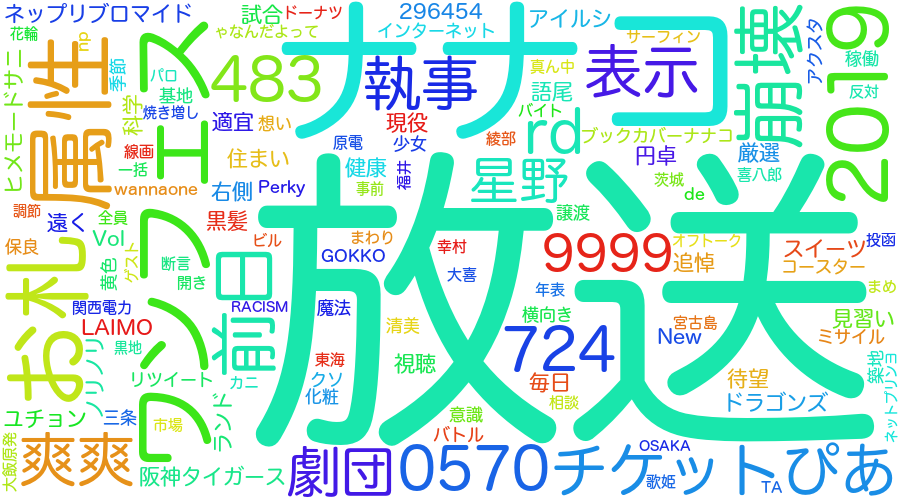 ネップリブロマイド
花輪
np
季節
ヒメモードサニ
属性
ワンフェス
パロ
基地
焼き増し
科学
線画
一括
wannaone
調節
遠く
全員
保良
Vol
黄色
ゲスト
断言
開き
お札
関西電力
LAIMO
黒地
リノリノ
リツイート
ユチョン
三条
市場
ランド
大飯原発
爽爽
阪神タイガース
試合
ドーナツ
ゃなんだよって
483
適宜
想い
住まい
右側
Perky
黒髪
ビル
前日
RACISM
カニ
296454
インターネット
アイルシ
ナナコ
執事
現役
原電
少女
綾部
健康
事前
福井
まわり
GOKKO
幸村
大喜
魔法
清美
東海
クソ
化粧
視聴
放送
サーフィン
真ん中
表示
語尾
バイト
rd
ブックカバーナナコ
円卓
星野
茨城
de
譲渡
9999
オフトーク
追悼
年表
横向き
宮古島
724
New
毎日
相談
待望
ドラゴンズ
意識
バトル
劇団
0570
チケットぴあ
OSAKA
歌姫
TA
崩壊
アクスタ
2019
稼働
反対
厳選
喜八郎
スイーツ
投函
コースター
まめ
見習い
ミサイル
築地
ネットプリンョ